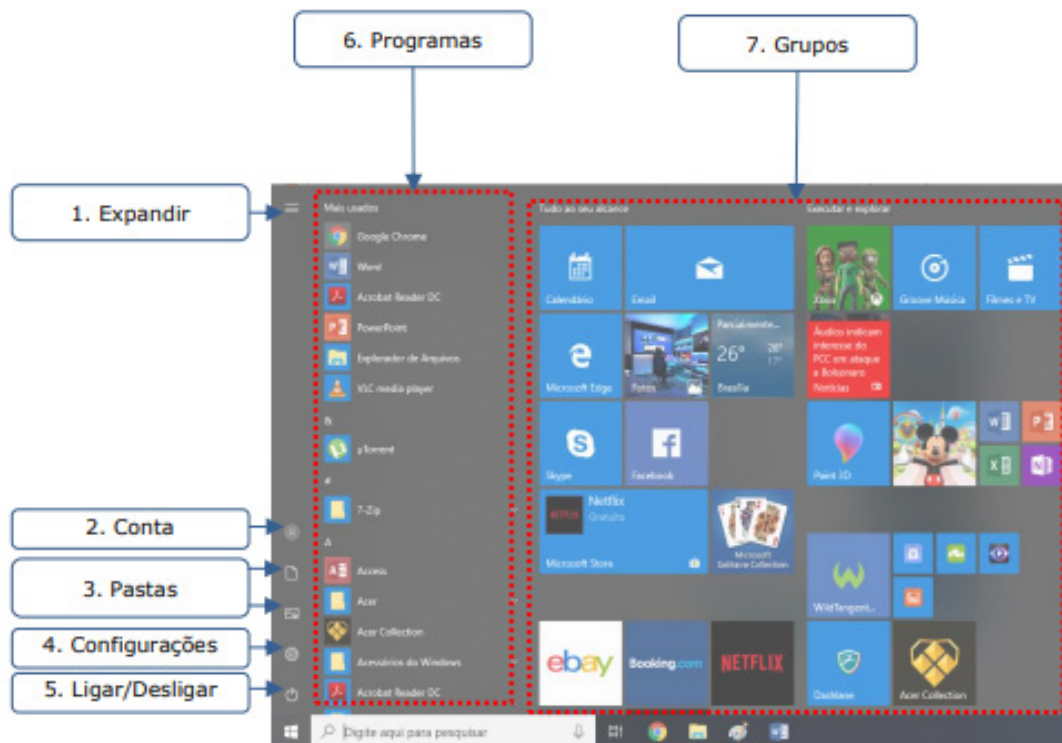 6. Programas
7. Grupos
1. Expandir
2. Conta
3. Pastas
4. Configurações
5. Ligar/Desligar
Mais usados
Google Chrome
Word
Acrobat Reader DC
PowerPoint
Explorador de Arquivos
VLC media player
&
µTorrent
#
7-Zip
A
Access
Acer
Acer Collection
Acessórios do Windows
Acrobat Reader DC
Tudo ao seu alcance
Calendário
Email
Microsoft Edge
Fotos
Parcialmente...
26°
26°
17°
Brasília
Skype
Facebook
NETFLIX
Netflix
Gratuito
Microsoft Store
Microsoft
Solitaire Collection
ebay
Booking.com
NETFLIX
Executar e explorar
Xbox
Groove Música
Filmes e TV
Áudios indicam
interesse do
PCC em ataque
a Bolsonaro
Notícias
Paint 3D
WildTangent...
Dashlane
Acer Collection
Digite aqui para pesquisar